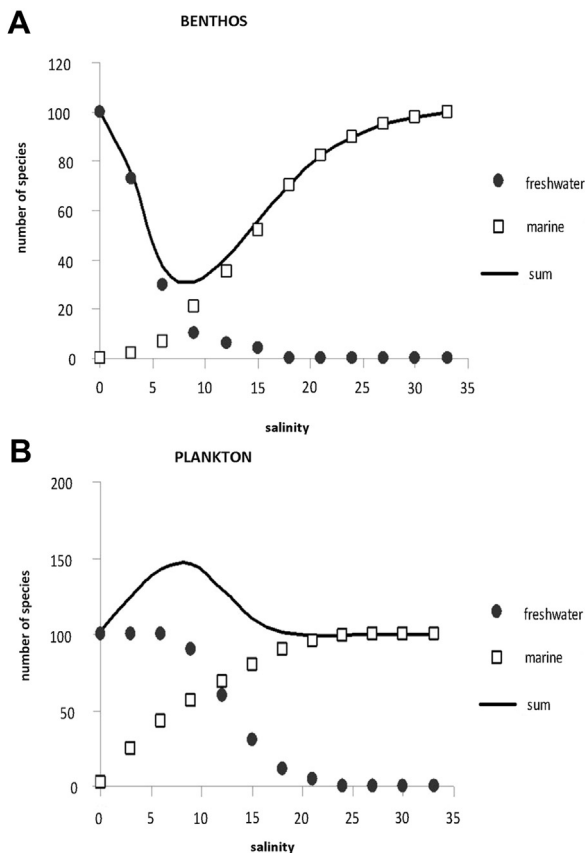 A
BENTHOS
number of species
120
100
80
60
40
20
0
0 5 10 15 20 25 30 35
salinity
freshwater
marine
sum
B
PLANKTON
number of species
200
150
100
50
0
0 5 10 15 20 25 30 35
salinity
freshwater
marine
sum